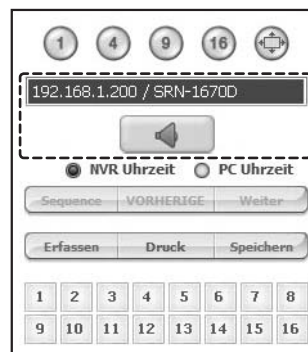 1 4 9 16
192.168.1.200 / SRN-1670D
NVR Uhrzeit PC Uhrzeit
Sequence VORHERIGE Weiter
Erfassen Druck Speichern
1 2 3 4 5 6 7 8
9 10 11 12 13 14 15 16